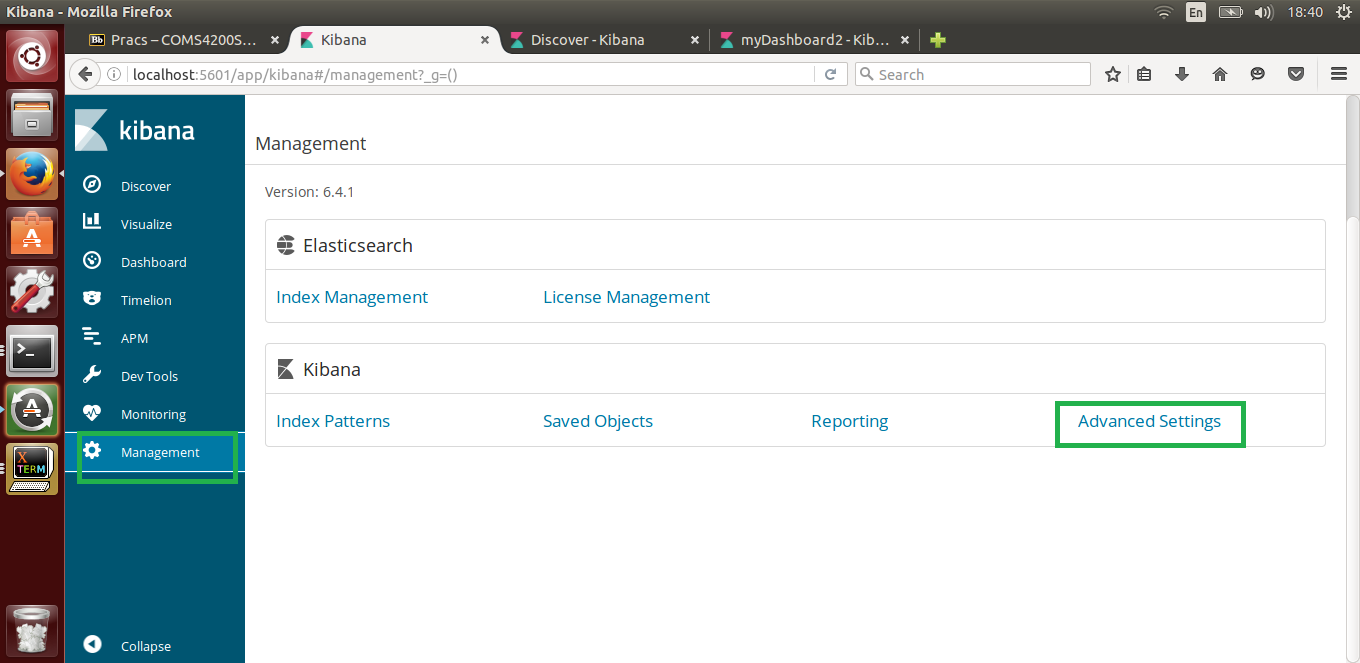 Kibana - Mozilla Firefox
En
18:40
Bb Pracs – COMS4200S...
Kibana
Discover - Kibana
myDashboard2 - Kib...
localhost:5601/app/kibana#/management?_g=()
Search
kibana
Management
Discover
Version: 6.4.1
Visualize
Elasticsearch
Dashboard
Index Management License Management
Timelion
APM
Kibana
Dev Tools
Monitoring
Index Patterns Saved Objects Reporting Advanced Settings
Management
X
TERM
Collapse